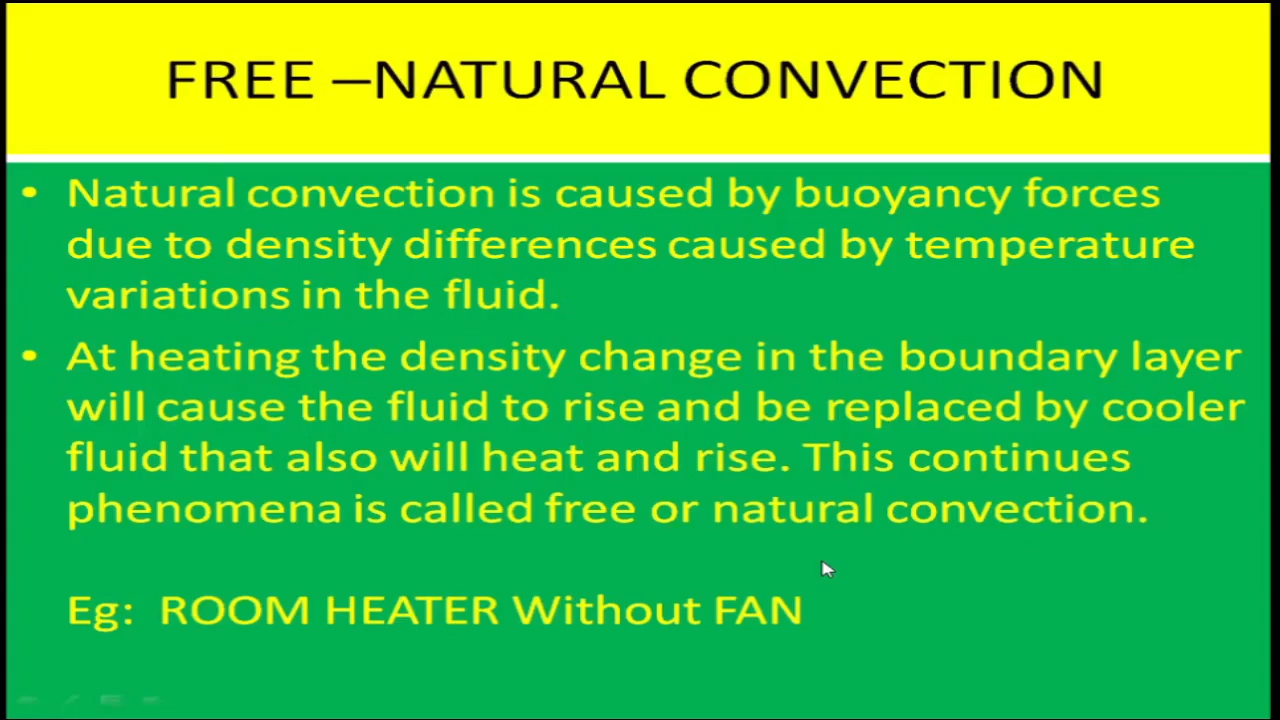 FREE –NATURAL CONVECTION
• Natural convection is caused by buoyancy forces
due to density differences caused by temperature
variations in the fluid.
• At heating the density change in the boundary layer
will cause the fluid to rise and be replaced by cooler
fluid that also will heat and rise. This continues
phenomena is called free or natural convection.
Eg: ROOM HEATER Without FAN